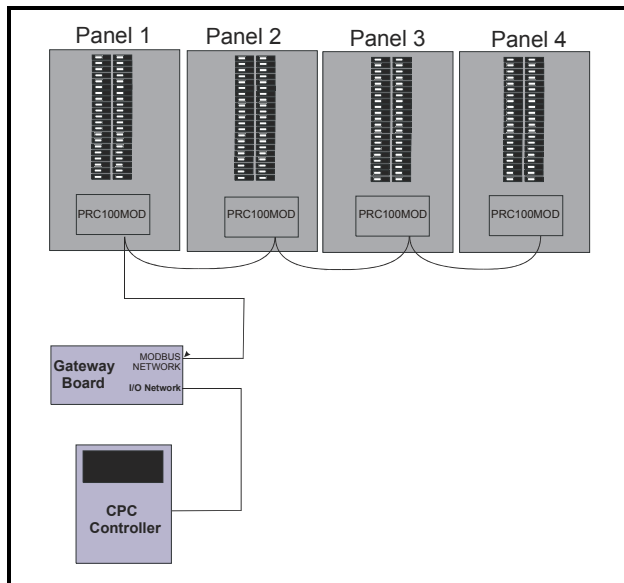 Panel 1 Panel 2 Panel 3 Panel 4
PRC100MOD PRC100MOD PRC100MOD PRC100MOD
MODBUS
NETWORK
Gateway
Board
I/O Network
CPC
Controller